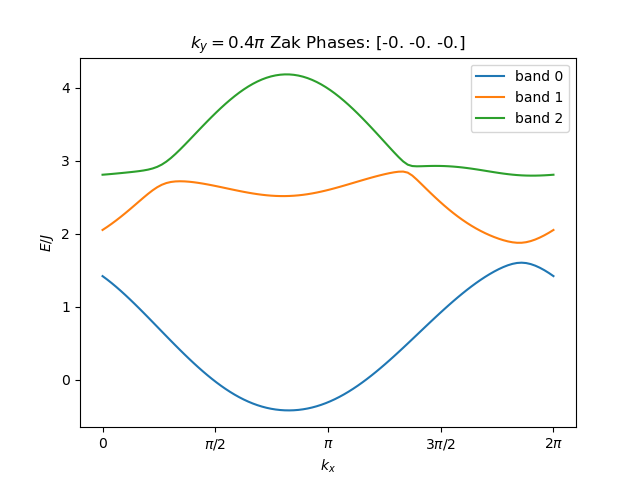 k_y = 0.4π Zak Phases: [-0. -0. -0.]
band 0
band 1
band 2
4
3
2
1
0
E/J
0
π/2
π
3π/2
2π
k_x